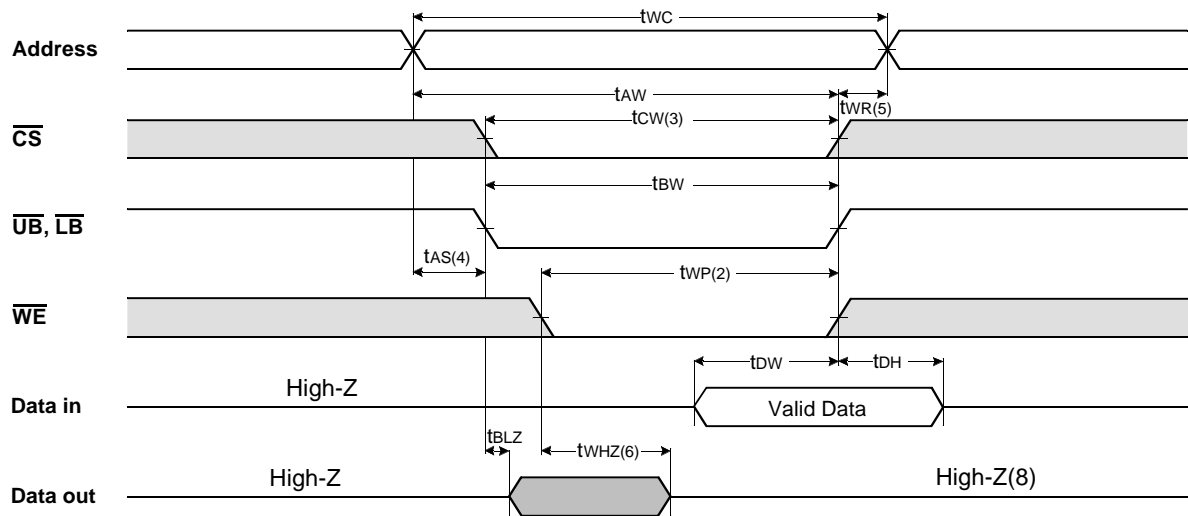 tWC
Address
tAW
tWR(5)
tCW(3)
CS
tBW
UB, LB
tAS(4)
tWP(2)
WE
tDW
tDH
High-Z
Data in
Valid Data
tBLZ
tWHZ(6)
High-Z
High-Z(8)
Data out